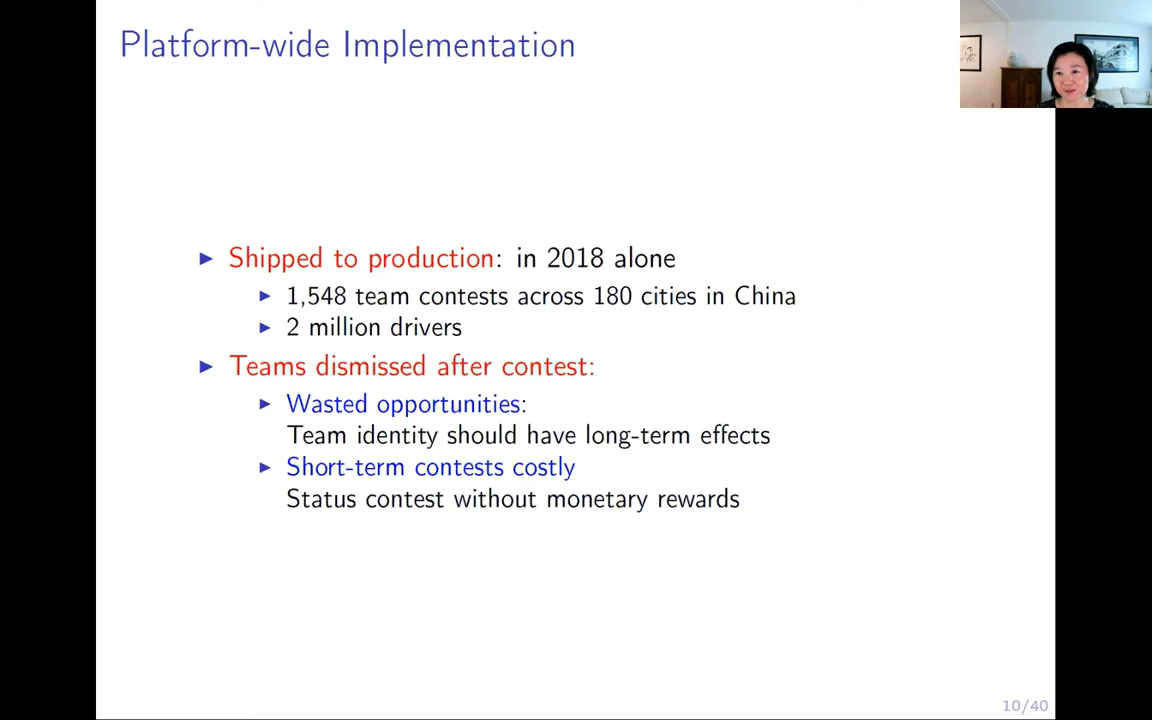 Platform-wide Implementation
▶ Shipped to production: in 2018 alone
▶ 1,548 team contests across 180 cities in China
▶ 2 million drivers
▶ Teams dismissed after contest:
▶ Wasted opportunities:
Team identity should have long-term effects
▶ Short-term contests costly
Status contest without monetary rewards
10/40